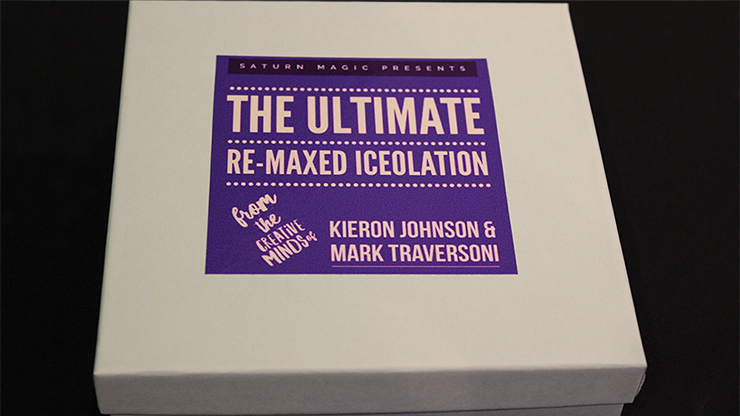 SATURN MAGIC PRESENTS
THE ULTIMATE
RE-MAXED ICEOLATION
from
the
CREATIVE
MINDS of
KIERON JOHNSON &
MARK TRAVERSONI